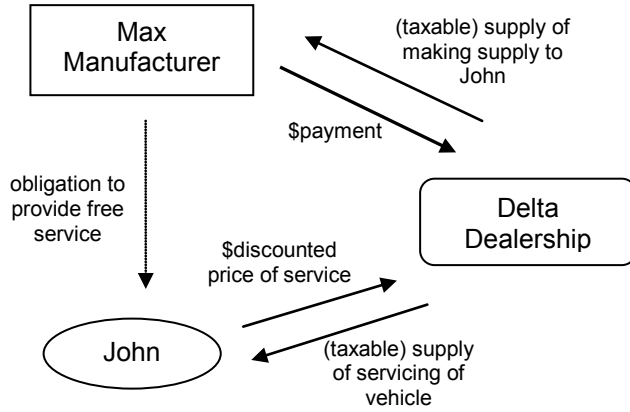 Max
Manufacturer
(taxable) supply of
making supply to
John
$payment
obligation to
provide free
service
Delta
Dealership
$discounted
price of service
John
(taxable) supply
of servicing of
vehicle